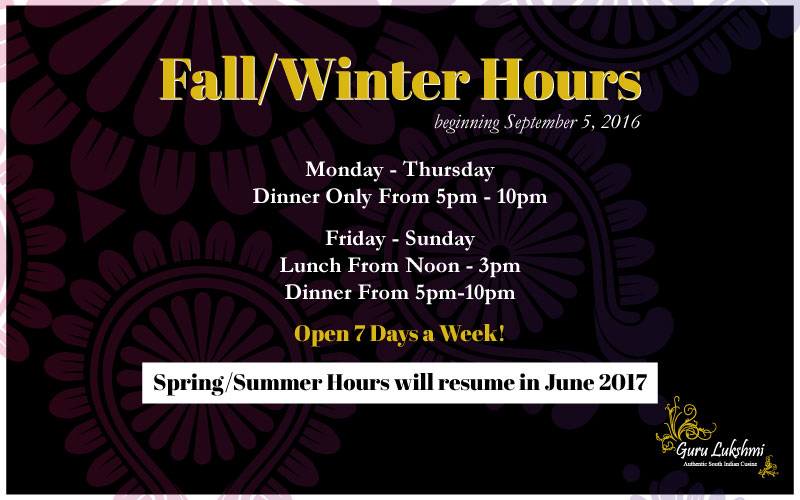 Fall/Winter Hours
beginning September 5, 2016
Monday - Thursday
Dinner Only From 5pm - 10pm
Friday - Sunday
Lunch From Noon - 3pm
Dinner From 5pm-10pm
Open 7 Days a Week!
Spring/Summer Hours will resume in June 2017
Guru Lukshmi
Authentic South Indian Cusine